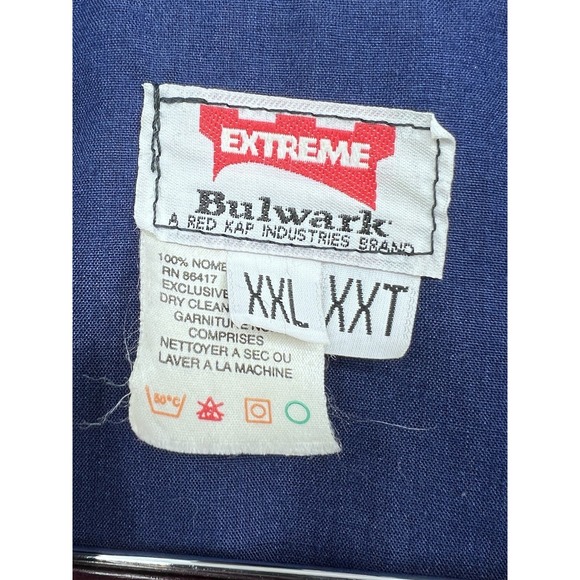 EXTREME
Bulwark
A RED KAP INDUSTRIES BRAND
XXL XXT
100% NOME
RN 86417
EXCLUSIVE
DRY CLEAN
GARNITURE NO
COMPRISES
NETTOYER A SEC OU
LAVER A LA MACHINE